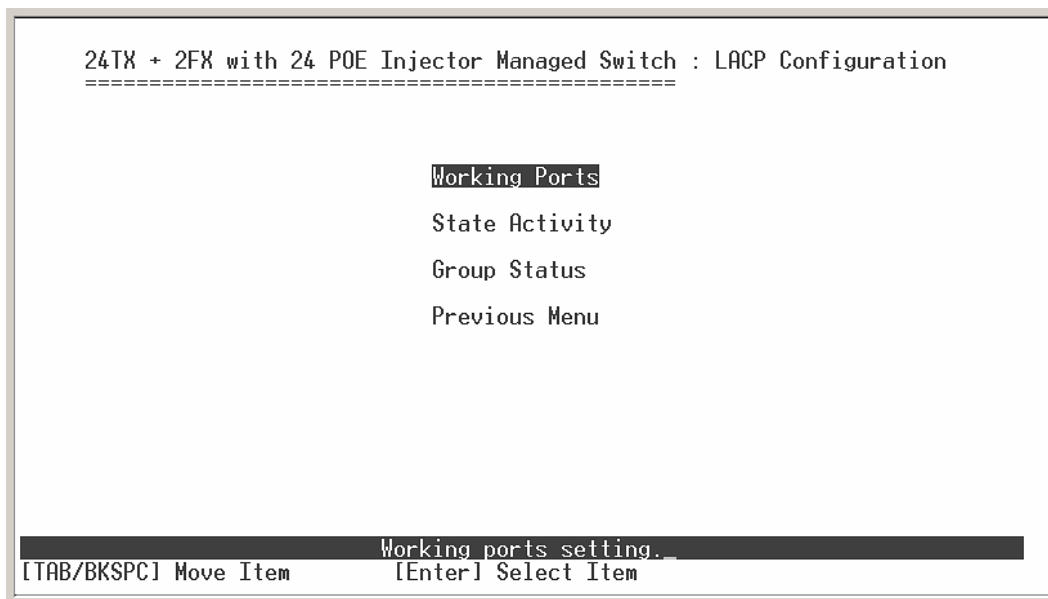 24TX + 2FX with 24 POE Injector Managed Switch : LACP Configuration
==============================================
Working Ports
State Activity
Group Status
Previous Menu
Working ports setting._
[TAB/BKSPC] Move Item [Enter] Select Item